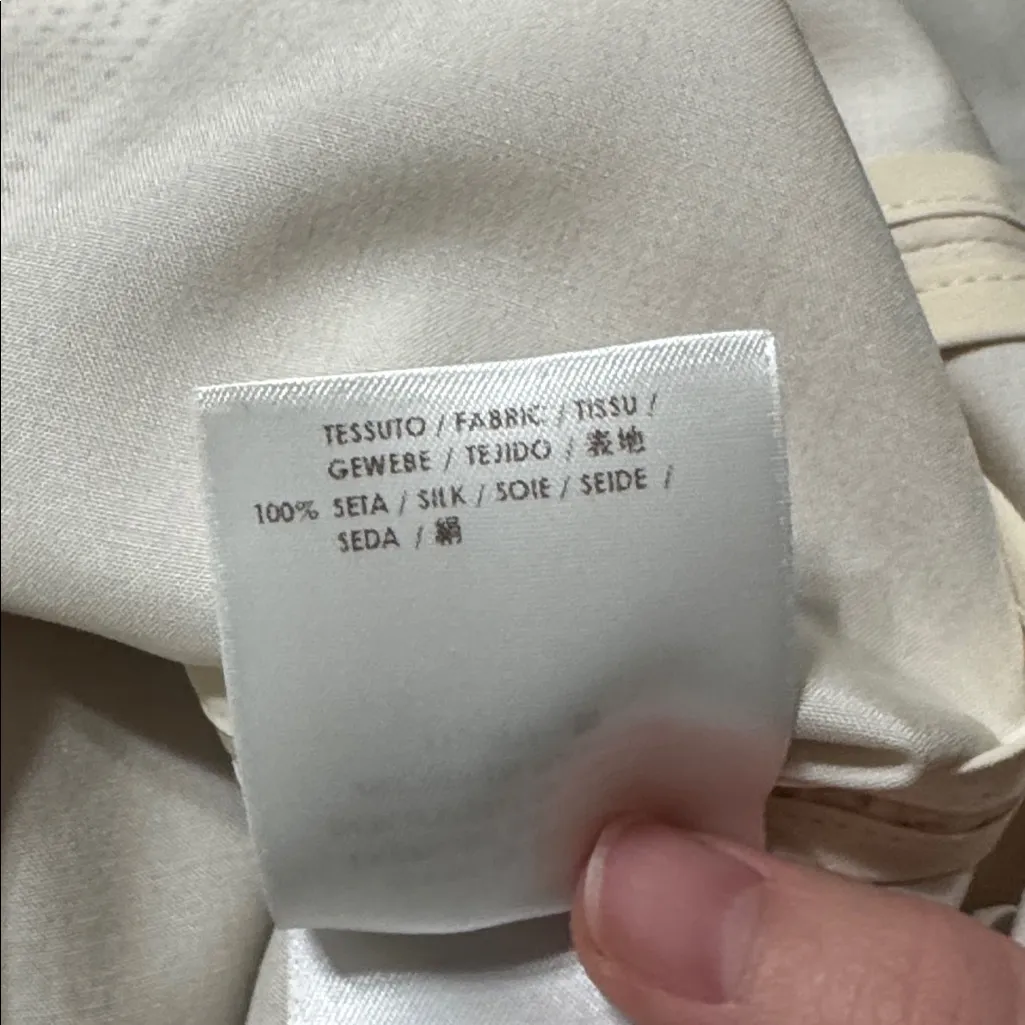 TESSUTO / FABRIC / TISSU /
GEWEBE / TEJIDO / 表地
100% SETA / SILK / SOIE / SEIDE /
SEDA / 絹